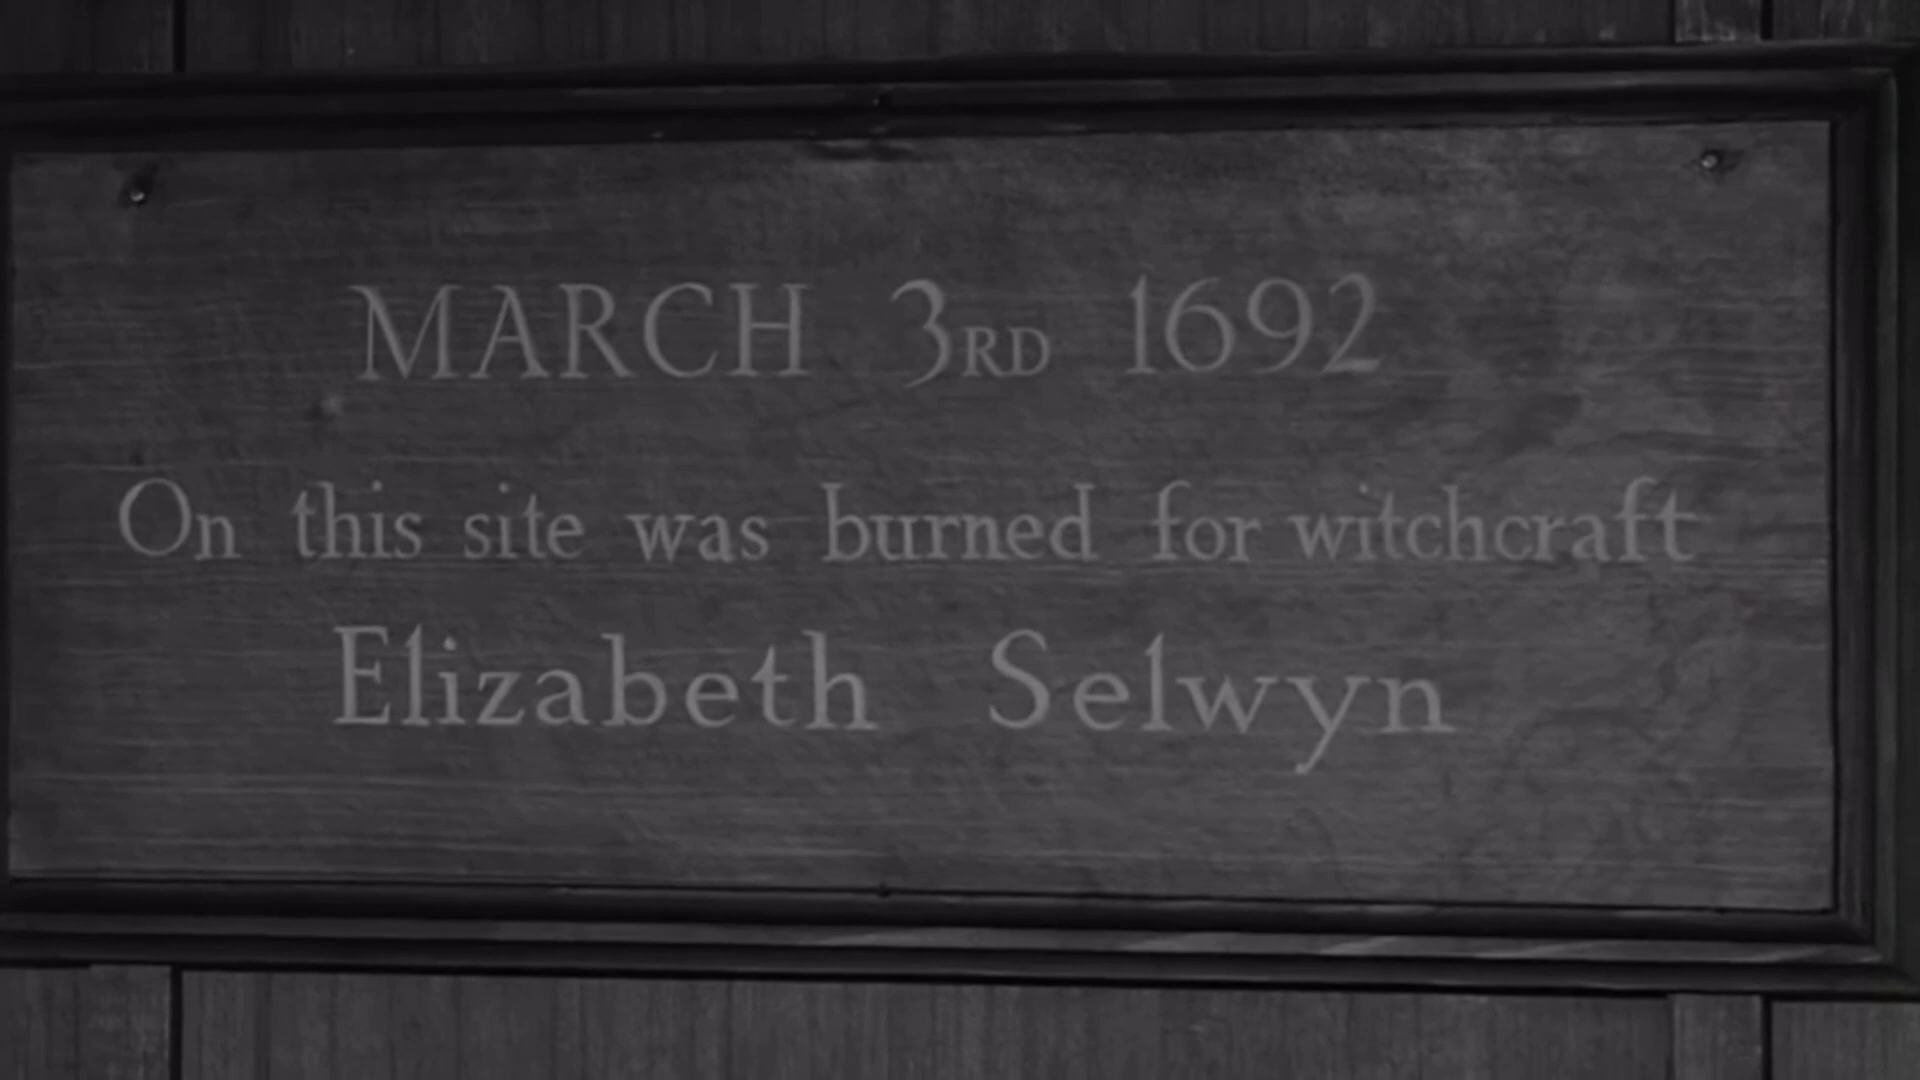 MARCH 3RD 1692
On this site was burned for witchcraft
Elizabeth Selwyn